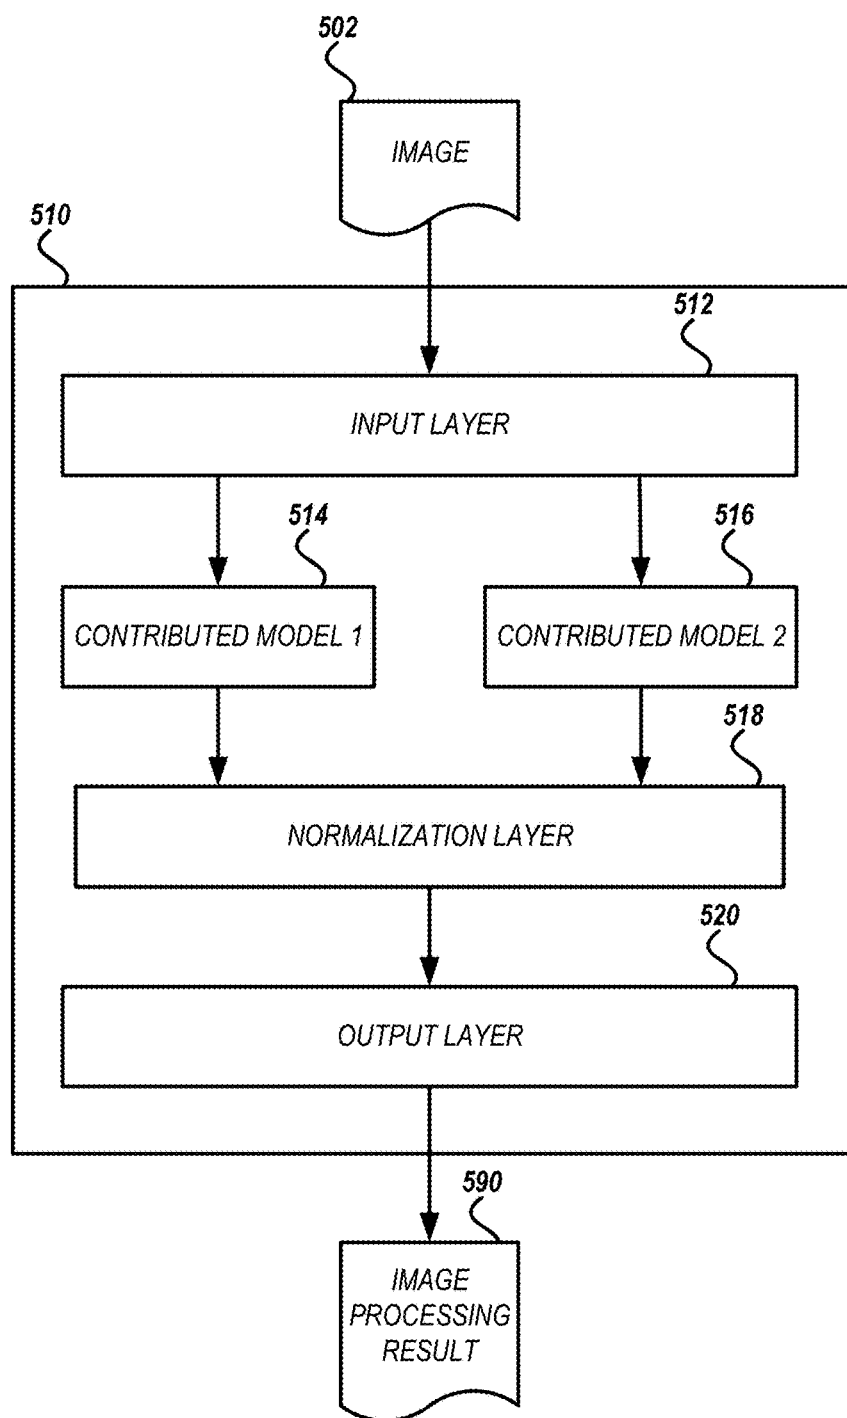 502
IMAGE
510
512
INPUT LAYER
514
516
CONTRIBUTED MODEL 1
CONTRIBUTED MODEL 2
518
NORMALIZATION LAYER
520
OUTPUT LAYER
590
IMAGE
PROCESSING
RESULT